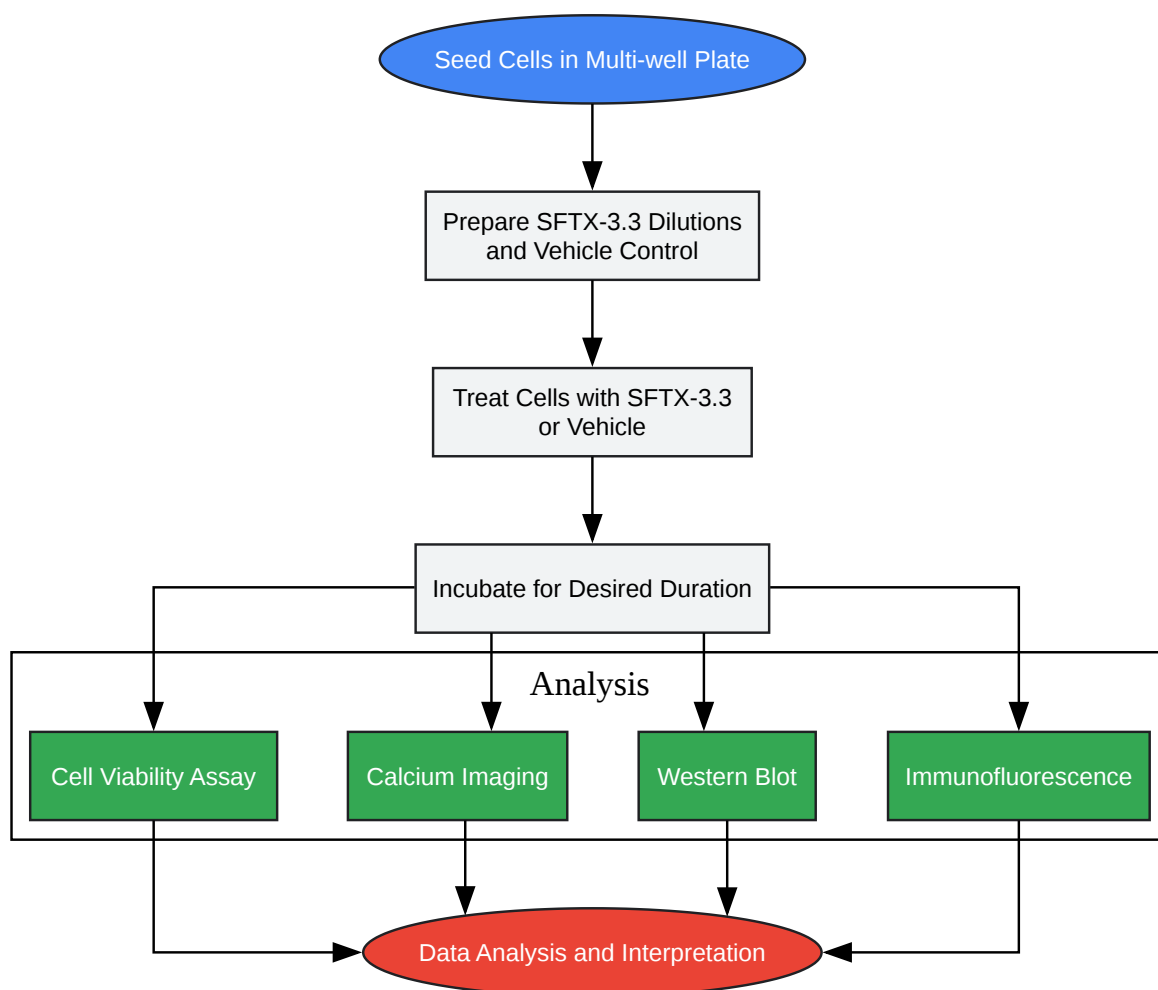 Seed Cells in Multi-well Plate
Prepare SFTX-3.3 Dilutions
and Vehicle Control
Treat Cells with SFTX-3.3
or Vehicle
Incubate for Desired Duration
Analysis
Cell Viability Assay
Calcium Imaging
Western Blot
Immunofluorescence
Data Analysis and Interpretation